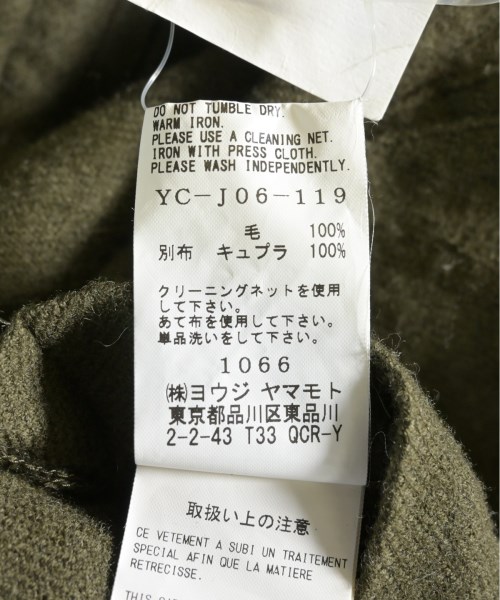 DO NOT TUMBLE DRY.
WARM IRON.
PLEASE USE A CLEANING NET.
IRON WITH PRESS CLOTH.
PLEASE WASH INDEPENDENTLY.
YC-J06-119
毛 100%
別布 キュプラ 100%
クリーニングネットを使用
して下さい。
あて布を使用して下さい。
単品洗いをして下さい。
1066
㈱ヨウジ ヤマモト
東京都品川区東品川
2-2-43 T33 QCR-Y
取扱い上の注意
CE VETEMENT A SUBI UN TRAITEMENT
SPECIAL AFIN QUE LA MATIERE
RETRECISSE.